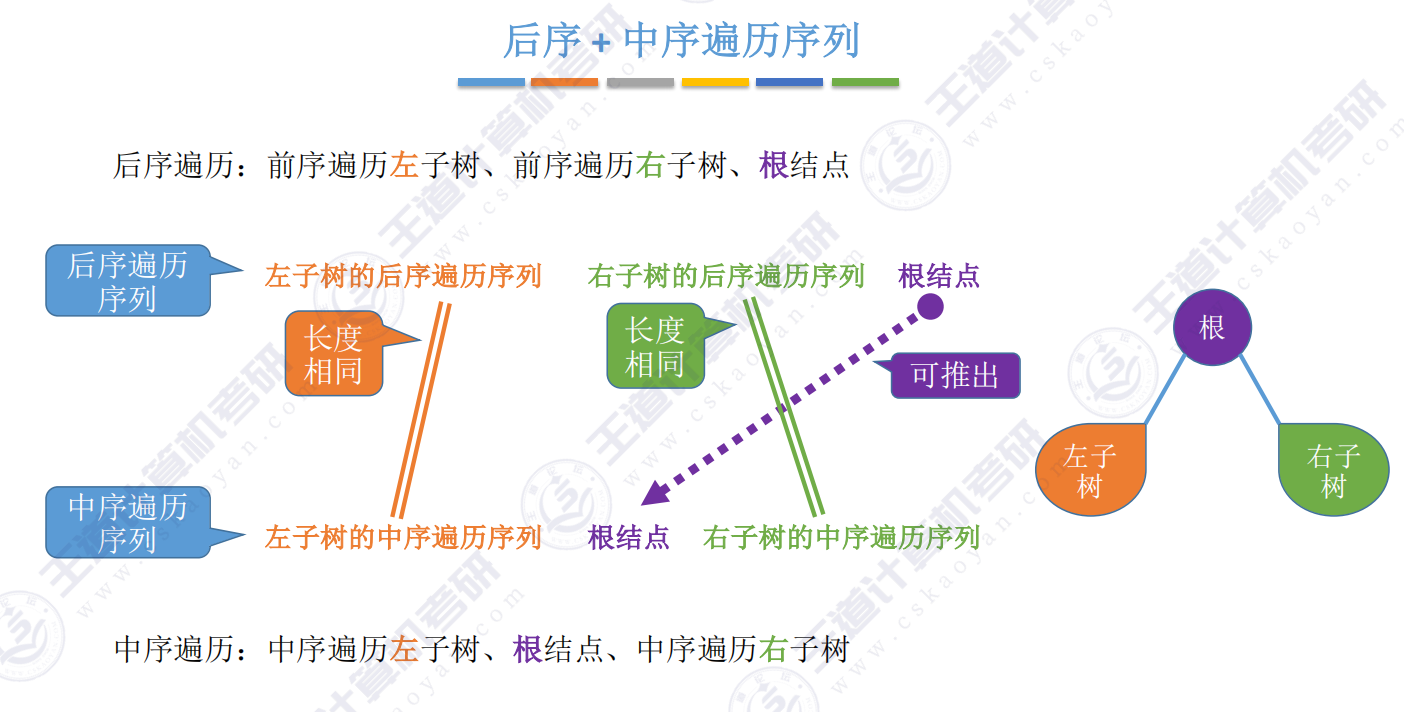 后序 + 中序遍历序列
后序遍历：前序遍历左子树、前序遍历右子树、根结点
后序遍历
序列
左子树的后序遍历序列
右子树的后序遍历序列
根结点
长度
相同
长度
相同
可推出
根
左子
树
右子
树
中序遍历
序列
左子树的中序遍历序列
根结点
右子树的中序遍历序列
中序遍历：中序遍历左子树、根结点、中序遍历右子树
王道计算机考研
www.cskaoyan.com